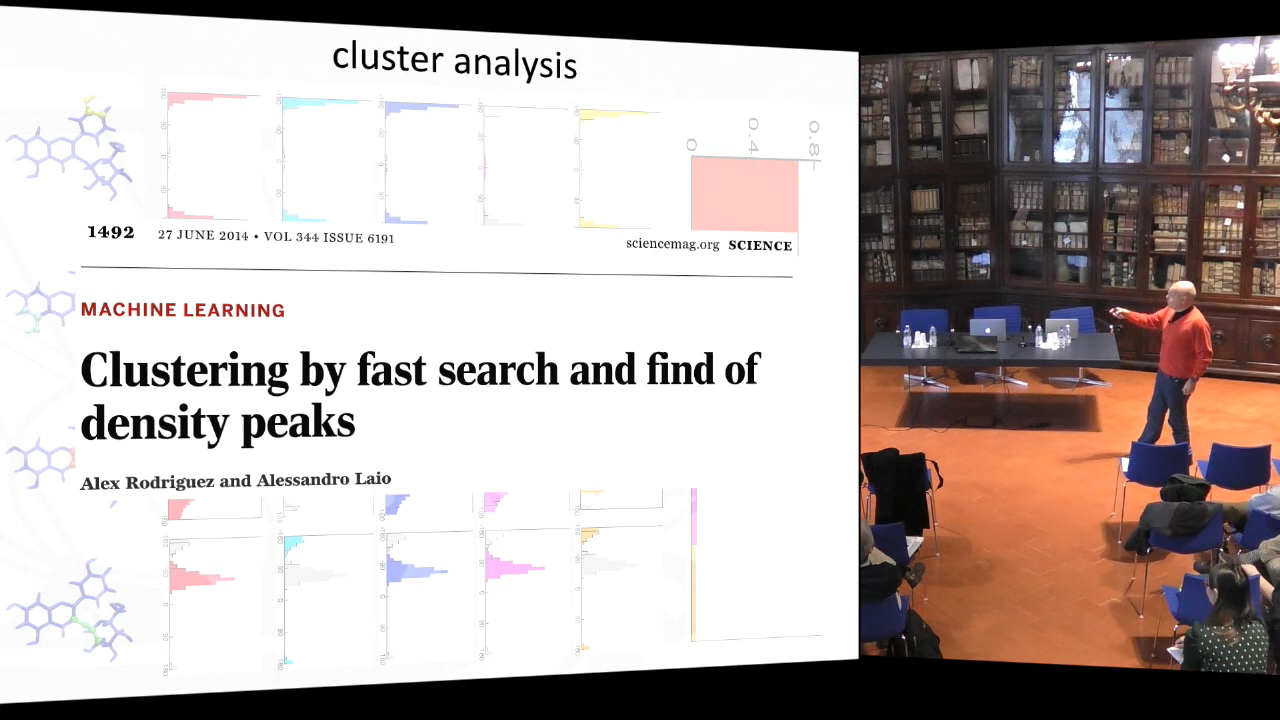 cluster analysis
0 0.4 0.8
1492 27 JUNE 2014 • VOL 344 ISSUE 6191
sciencemag.org SCIENCE
MACHINE LEARNING
Clustering by fast search and find of
density peaks
Alex Rodriguez and Alessandro Laio